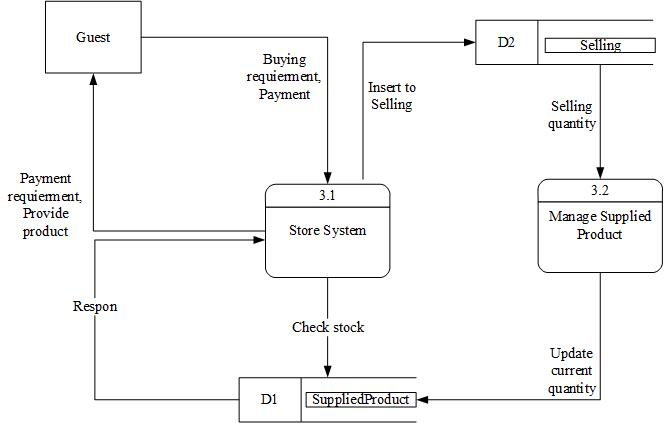 Guest
D2
Selling
Buying
requierment,
Payment
Insert to
Selling
Selling
quantity
Payment
requierment,
Provide
product
3.1
Store System
3.2
Manage Supplied
Product
Respon
Check stock
Update
current
quantity
D1
SuppliedProduct